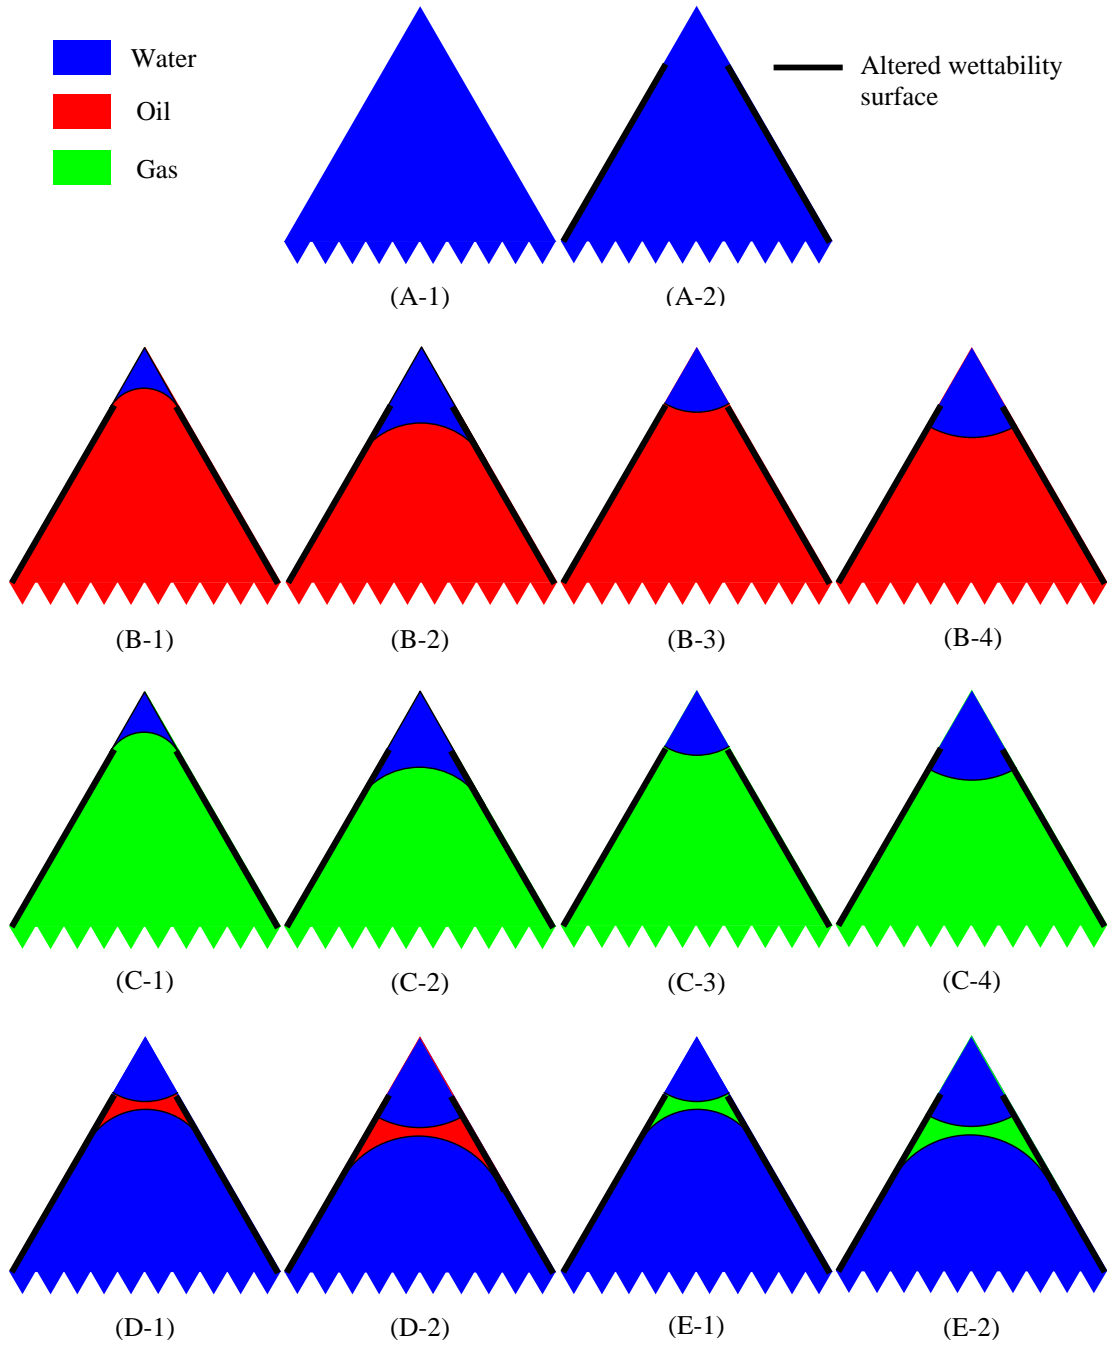 Water
Oil
Gas
Altered wettability
surface
(A-1) (A-2)
(B-1) (B-2) (B-3) (B-4)
(C-1) (C-2) (C-3) (C-4)
(D-1) (D-2) (E-1) (E-2)